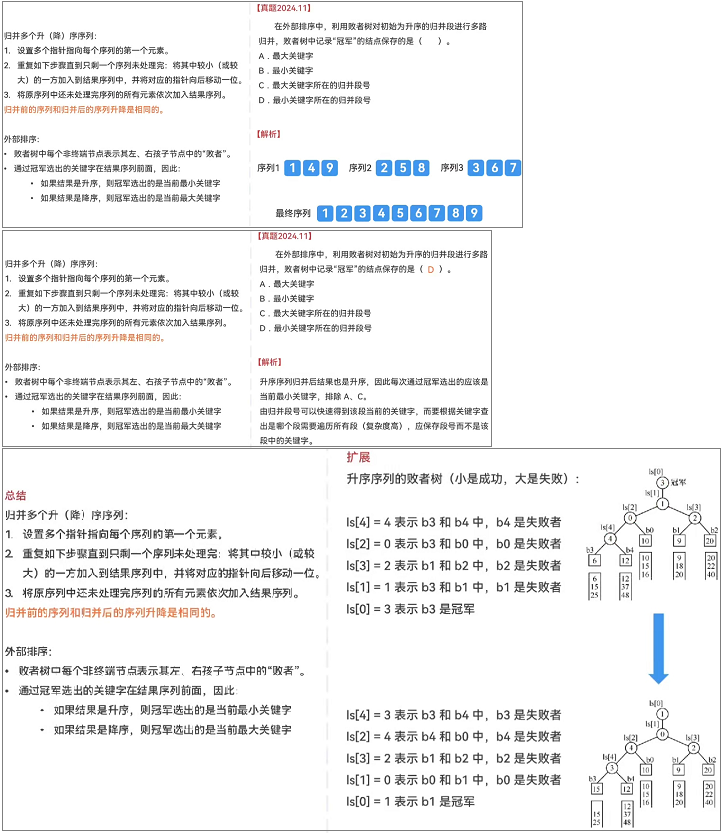 归并多个升（降）序序列：
1. 设置多个指针指向每个序列的第一个元素。
2. 重复如下步骤直到只剩一个序列未处理完：将其中较小（或较
大）的一方加入到结果序列中，并将对应的指针向后移动一位。
3. 将原序列中还未处理完序列的所有元素依次加入结果序列。
归并前的序列和归并后的序列升降是相同的。
外部排序：
• 败者树中每个非终端节点表示其左、右孩子节点中的“败者”。
• 通过冠军选出的关键字在结果序列前面，因此：
• 如果结果是升序，则冠军选出的是当前最小关键字
• 如果结果是降序，则冠军选出的是当前最大关键字
【真题2024.11】
在外部排序中，利用败者树对初始为升序的归并段进行多路
归并，败者树中记录“冠军”的结点保存的是（ ）。
A．最大关键字
B．最小关键字
C．最大关键字所在的归并段号
D．最小关键字所在的归并段号
【解析】
序列1 1 4 9 序列2 2 5 8 序列3 3 6 7
最终序列 1 2 3 4 5 6 7 8 9
归并多个升（降）序序列：
1. 设置多个指针指向每个序列的第一个元素。
2. 重复如下步骤直到只剩一个序列未处理完：将其中较小（或较
大）的一方加入到结果序列中，并将对应的指针向后移动一位。
3. 将原序列中还未处理完序列的所有元素依次加入结果序列。
归并前的序列和归并后的序列升降是相同的。
外部排序：
• 败者树中每个非终端节点表示其左、右孩子节点中的“败者”。
• 通过冠军选出的关键字在结果序列前面，因此：
• 如果结果是升序，则冠军选出的是当前最小关键字
• 如果结果是降序，则冠军选出的是当前最大关键字
【真题2024.11】
在外部排序中，利用败者树对初始为升序的归并段进行多路
归并，败者树中记录“冠军”的结点保存的是（ D ）。
A．最大关键字
B．最小关键字
C．最大关键字所在的归并段号
D．最小关键字所在的归并段号
【解析】
升序序列归并后结果也是升序，因此每次通过冠军选出的应该是
当前最小关键字，排除 A、C。
由归并段号可以快速得到该段当前的关键字，而要根据关键字查
出是哪个段需要遍历所有段（复杂度高），应保存段号而不是该
段中的关键字。
总结
归并多个升（降）序序列：
1. 设置多个指针指向每个序列的第一个元素。
2. 重复如下步骤直到只剩一个序列未处理完：将其中较小（或较
大）的一方加入到结果序列中，并将对应的指针向后移动一位。
3. 将原序列中还未处理完序列的所有元素依次加入结果序列。
归并前的序列和归并后的序列升降是相同的。
外部排序：
• 败者树中每个非终端节点表示其左、右孩子节点中的“败者”。
• 通过冠军选出的关键字在结果序列前面，因此：
• 如果结果是升序，则冠军选出的是当前最小关键字
• 如果结果是降序，则冠军选出的是当前最大关键字
扩展
升序序列的败者树（小是成功，大是失败）：
ls[4] = 4 表示 b3 和 b4 中，b4 是失败者
ls[2] = 0 表示 b3 和 b0 中，b0 是失败者
ls[3] = 2 表示 b1 和 b2 中，b2 是失败者
ls[1] = 1 表示 b3 和 b1 中，b1 是失败者
ls[0] = 3 表示 b3 是冠军
ls[0]
3 冠军
ls[1]
1
ls[2] ls[3]
0 2
ls[4] b0 b1 b2
4 10 9 20
b3 b4
6 12
10 9 20
15 18 22
16 20 40
6 12
15 37
25 48
ls[4] = 3 表示 b3 和 b4 中，b3 是失败者
ls[2] = 4 表示 b4 和 b0 中，b4 是失败者
ls[3] = 2 表示 b1 和 b2 中，b2 是失败者
ls[1] = 0 表示 b0 和 b1 中，b0 是失败者
ls[0] = 1 表示 b1 是冠军
ls[0]
1
ls[1]
0
ls[2] ls[3]
4 2
ls[4] b0 b1 b2
3 10 9 20
b3 b4
15 12
10 9 20
15 18 22
16 20 40
12
15 37
25 48